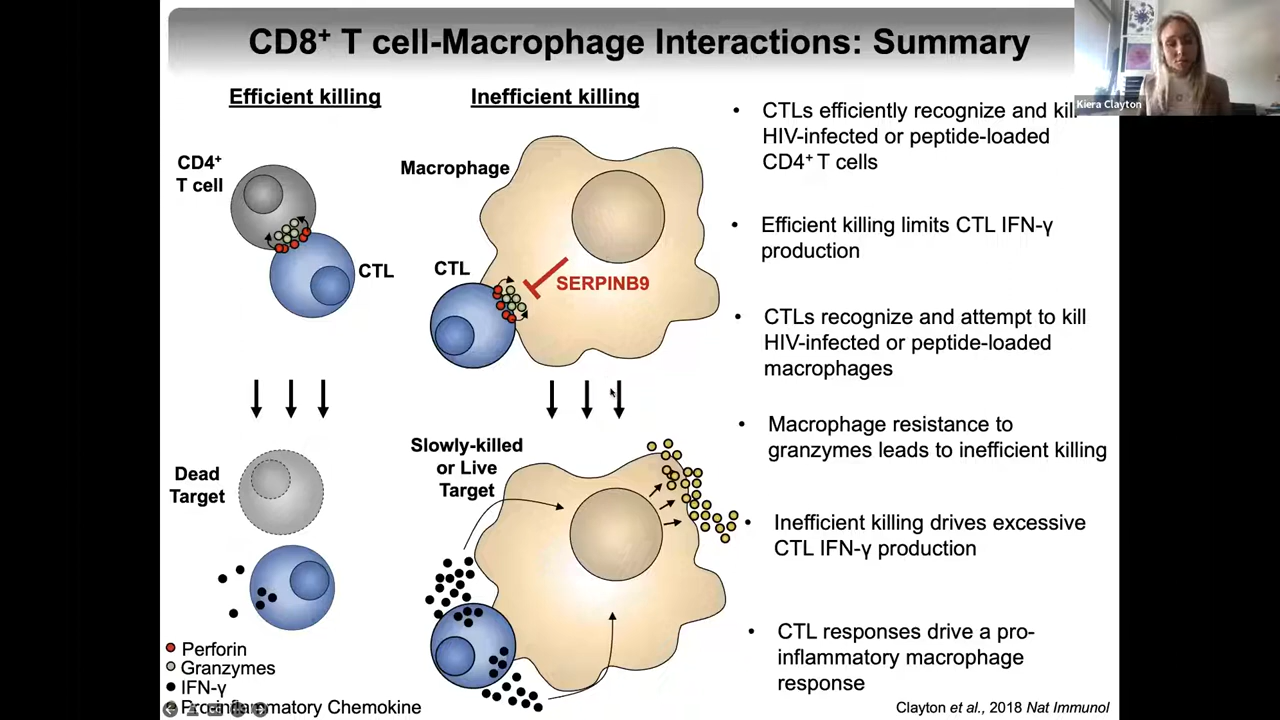 CD8⁺ T cell-Macrophage Interactions: Summary
Kiera Clayton
Efficient killing
Inefficient killing
CD4⁺
T cell
CTL
Macrophage
CTL
SERPINB9
Dead
Target
Slowly-killed
or Live
Target
Perforin
Granzymes
IFN-γ
Pro-inflammatory Chemokine
• CTLs efficiently recognize and kill
HIV-infected or peptide-loaded
CD4⁺ T cells
• Efficient killing limits CTL IFN-γ
production
• CTLs recognize and attempt to kill
HIV-infected or peptide-loaded
macrophages
• Macrophage resistance to
granzymes leads to inefficient killing
• Inefficient killing drives excessive
CTL IFN-γ production
• CTL responses drive a pro-
inflammatory macrophage
response
Clayton et al., 2018 Nat Immunol